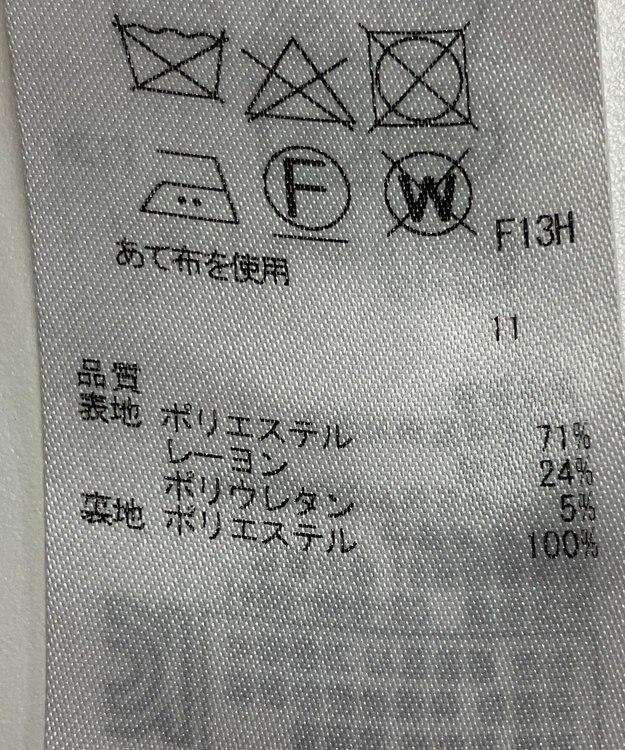 F W
F13H
あて布を使用
11
品質
表地 ポリエステル 71%
レーヨン 24%
ポリウレタン 5%
裏地 ポリエステル 100%